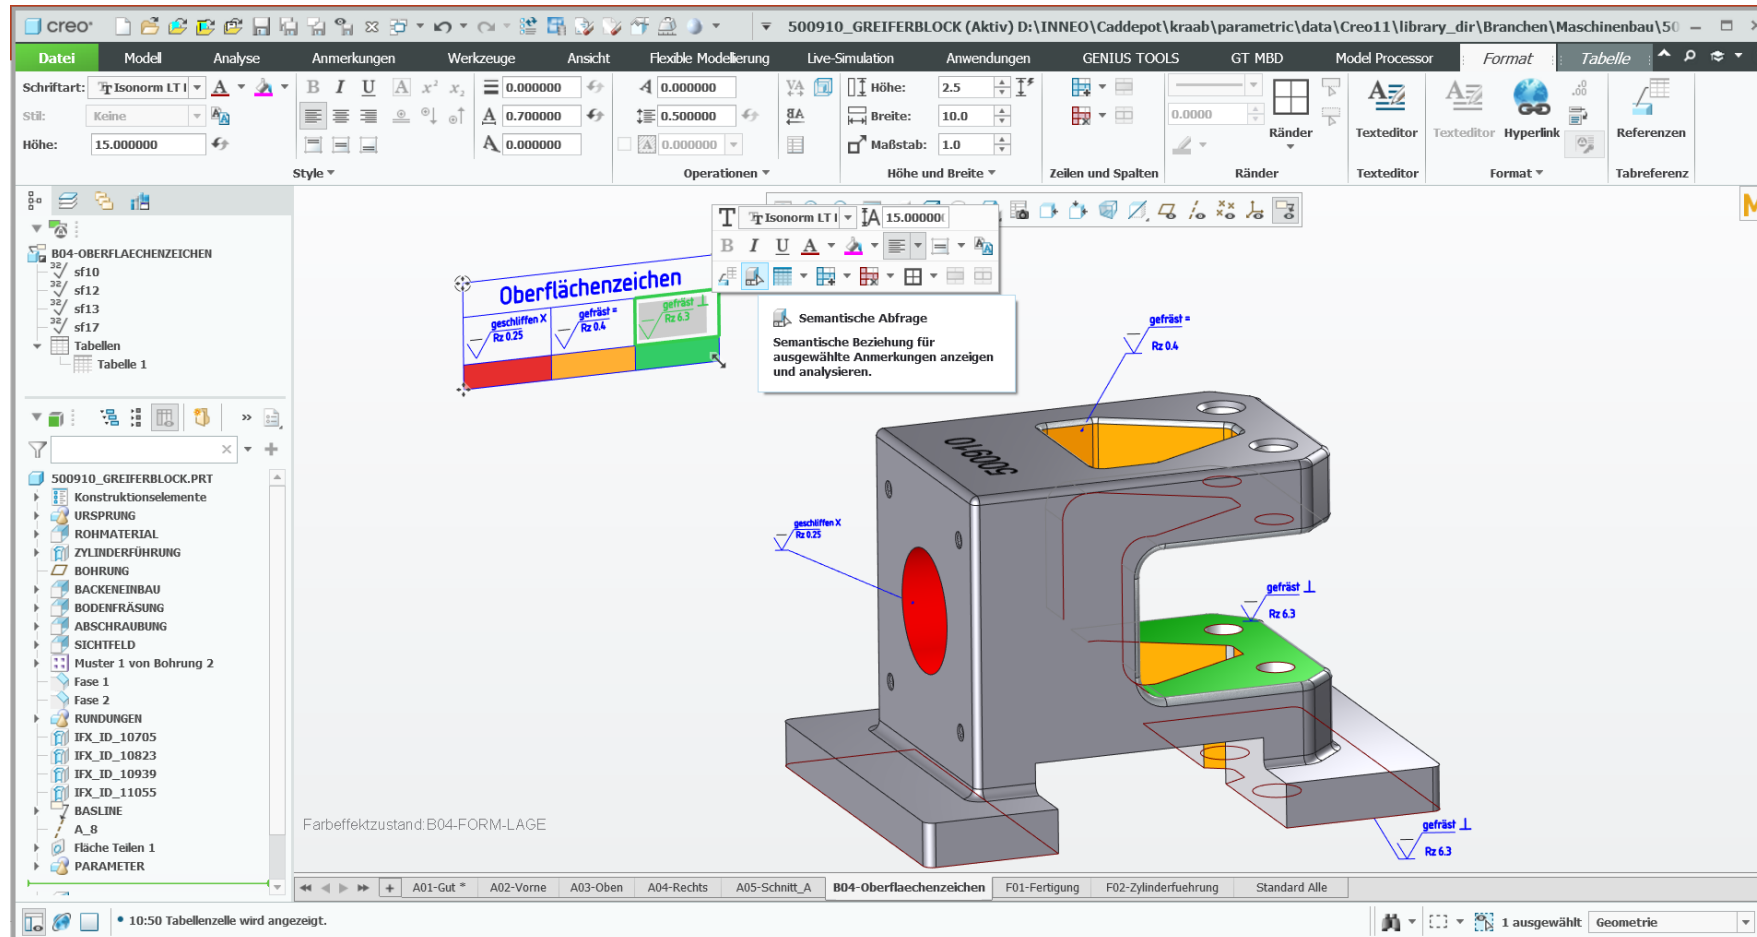 creo°
500910_GREIFERBLOCK (Aktiv) D:\INNEO\Caddepot\kraab\parametric\data\Creo11\library_dir\Branchen\Maschinenbau\50
Datei Modell Analyse Anmerkungen Werkzeuge Ansicht Flexible Modellierung Live-Simulation Anwendungen GENIUS TOOLS GT MBD Model Processor Format Tabelle
Schriftart: Isonorm LT I B I U A x² x₂ 0.000000 0.000000 Höhe: 2.5
Stil: Keine 0.700000 0.500000 Breite: 10.0 0.0000 Ränder Texteditor Texteditor Hyperlink Referenzen
Höhe: 15.000000 0.000000 0.000000 Maßstab: 1.0
Style Operationen Höhe und Breite Zeilen und Spalten Ränder Texteditor Format Tabreferenz
B04-OBERFLAECHENZEICHEN
sf10
sf12
sf13
sf17
Tabellen
Tabelle 1
500910_GREIFERBLOCK.PRT
Konstruktionselemente
URSPRUNG
ROHMATERIAL
ZYLINDERFÜHRUNG
BOHRUNG
BACKENEINBAU
BODENFRÄSUNG
ABSCHRAUBUNG
SICHTFELD
Muster 1 von Bohrung 2
Fase 1
Fase 2
RUNDUNGEN
IFX_ID_10705
IFX_ID_10823
IFX_ID_10939
IFX_ID_11055
BASLINE
A_8
Fläche Teilen 1
PARAMETER
Isonorm LT I 15.00000
B I U A
Semantische Abfrage
Semantische Beziehung für
ausgewählte Anmerkungen anzeigen
und analysieren.
Oberflächenzeichen
geschliffen X
Rz 0.25
gefräst =
Rz 0.4
gefräst ⊥
Rz 6.3
gefräst =
Rz 0.4
500910
geschliffen X
Rz 0.25
gefräst ⊥
Rz 6.3
gefräst ⊥
Rz 6.3
Farbeffektzustand:B04-FORM-LAGE
A01-Gut * A02-Vorne A03-Oben A04-Rechts A05-Schnitt_A B04-Oberflaechenzeichen F01-Fertigung F02-Zylinderfuehrung Standard Alle
• 10:50 Tabellenzelle wird angezeigt. 1 ausgewählt Geometrie